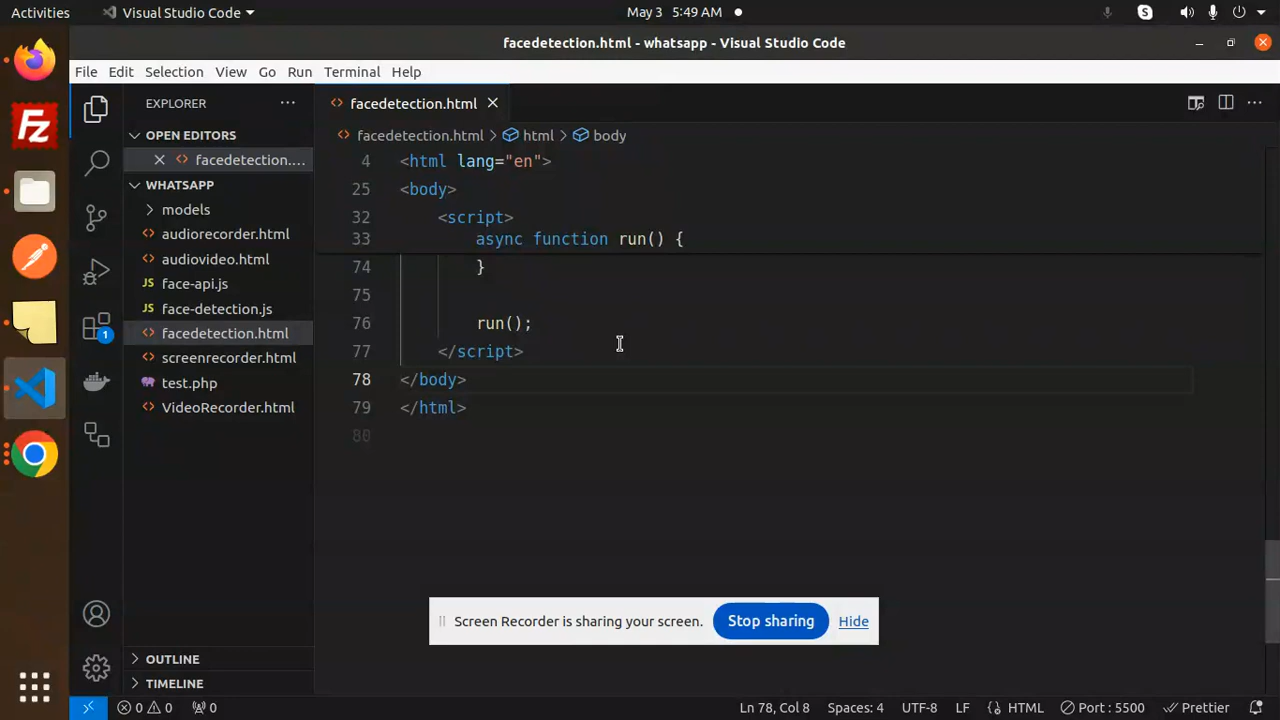 Activities
Visual Studio Code
May 3 5:49 AM
facedetection.html - whatsapp - Visual Studio Code
File Edit Selection View Go Run Terminal Help
EXPLORER
OPEN EDITORS
facedetection....
WHATSAPP
models
audiorecorder.html
audiovideo.html
JS face-api.js
JS face-detection.js
facedetection.html
screenrecorder.html
test.php
VideoRecorder.html
OUTLINE
TIMELINE
1
Fz
S
facedetection.html
facedetection.html > html > body
4 <html lang="en">
25 <body>
32 <script>
33 async function run() {
74 }
75
76 run();
77 </script>
78 </body>
79 </html>
80
Screen Recorder is sharing your screen. Stop sharing Hide
0 0 0 Ln 78, Col 8 Spaces: 4 UTF-8 LF HTML Port : 5500 Prettier